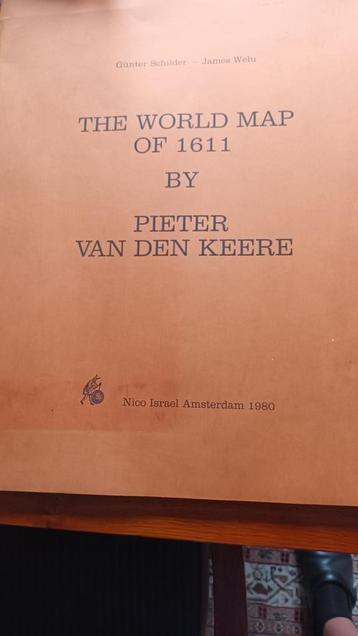 Günter Schilder – James Welu
THE WORLD MAP
OF 1611
BY
PIETER
VAN DEN KEERE
Nico Israel Amsterdam 1980